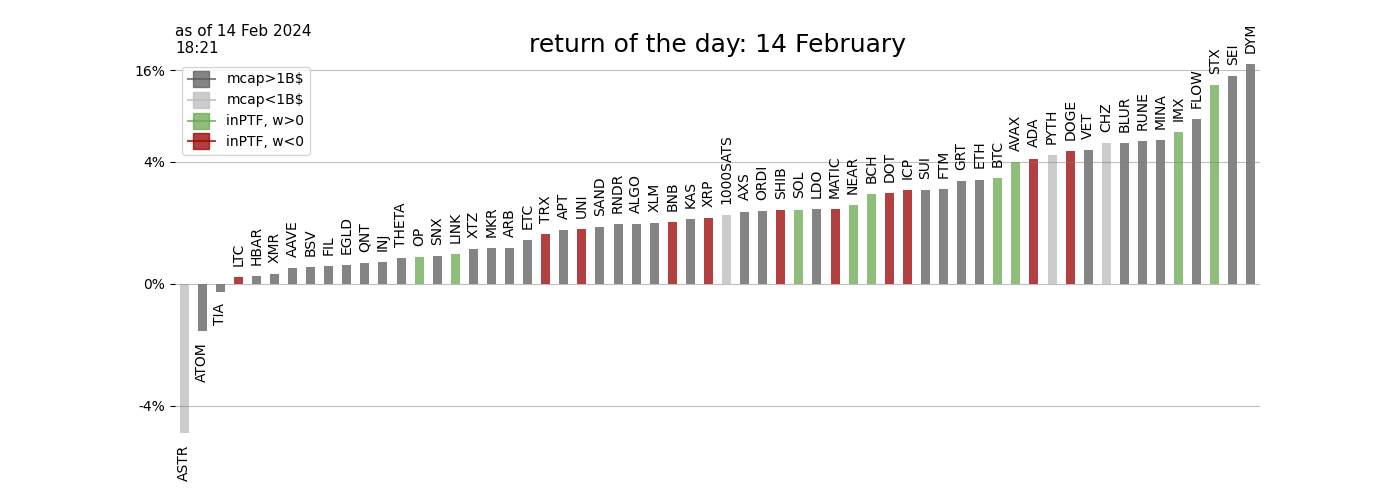 as of 14 Feb 2024
18:21
return of the day: 14 February
mcap>1B$
mcap<1B$
inPTF, w>0
inPTF, w<0
16%
4%
0%
-4%
ASTR
ATOM
TIA
LTC
HBAR
XMR
AAVE
BSV
FIL
EGLD
QNT
INJ
THETA
OP
SNX
LINK
XTZ
MKR
ARB
ETC
TRX
APT
UNI
SAND
RNDR
ALGO
XLM
BNB
KAS
XRP
1000SATS
AXS
ORDI
SHIB
SOL
LDO
MATIC
NEAR
BCH
DOT
ICP
SUI
FTM
GRT
ETH
BTC
AVAX
ADA
PYTH
DOGE
VET
CHZ
BLUR
RUNE
MINA
IMX
FLOW
STX
SEI
DYM